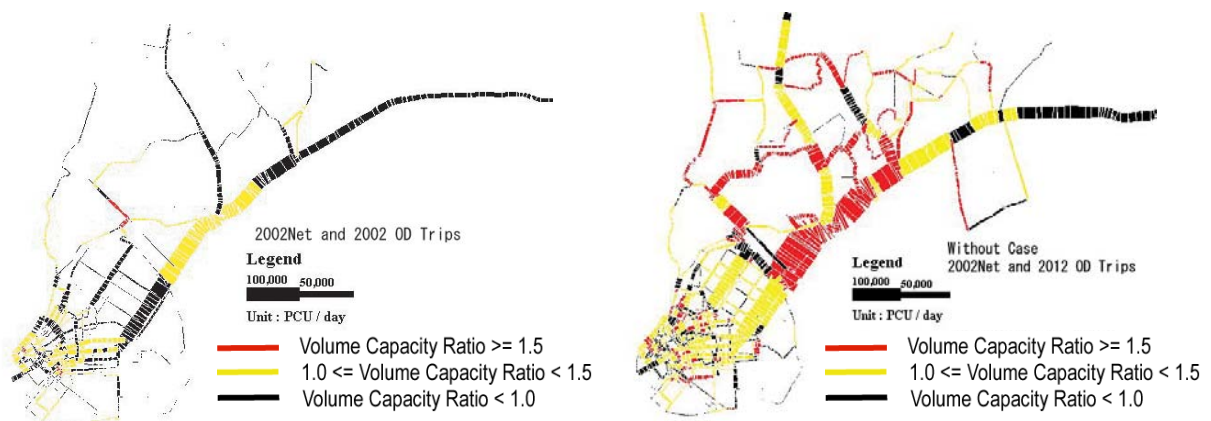 2002Net and 2002 OD Trips
Legend
100,000 50,000
Unit : PCU / day
Volume Capacity Ratio >= 1.5
1.0 <= Volume Capacity Ratio < 1.5
Volume Capacity Ratio < 1.0
Without Case
2002Net and 2012 OD Trips
Legend
100,000 50,000
Unit : PCU / day
Volume Capacity Ratio >= 1.5
1.0 <= Volume Capacity Ratio < 1.5
Volume Capacity Ratio < 1.0